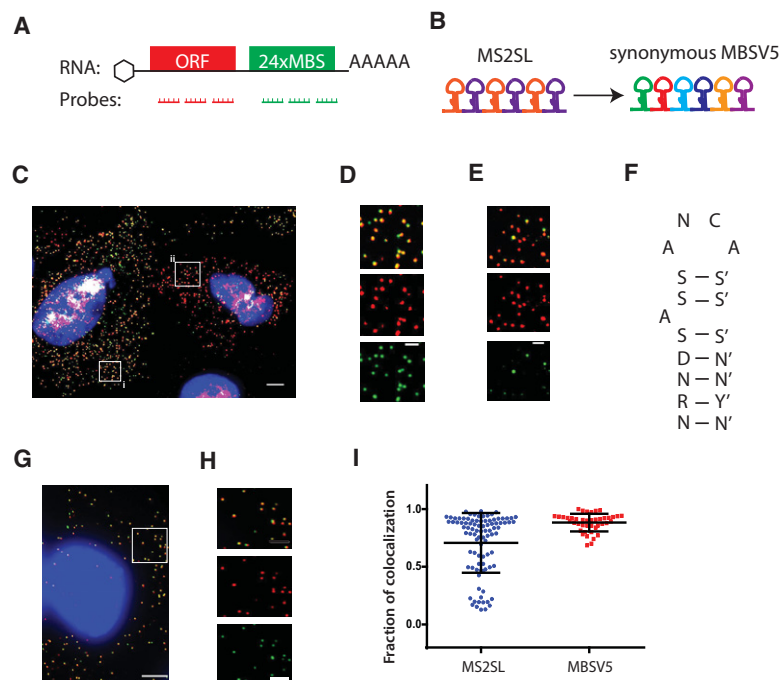 A
RNA:
ORF
24xMBS
AAAAA
Probes:
B
MS2SL
synonymous MBSV5
C
ii
i
D
E
F
N C
A A
S — S'
S — S'
A
S — S'
D — N'
N — N'
R — Y'
N — N'
G
H
I
Fraction of colocalization
1.0
0.5
0.0
MS2SL
MBSV5